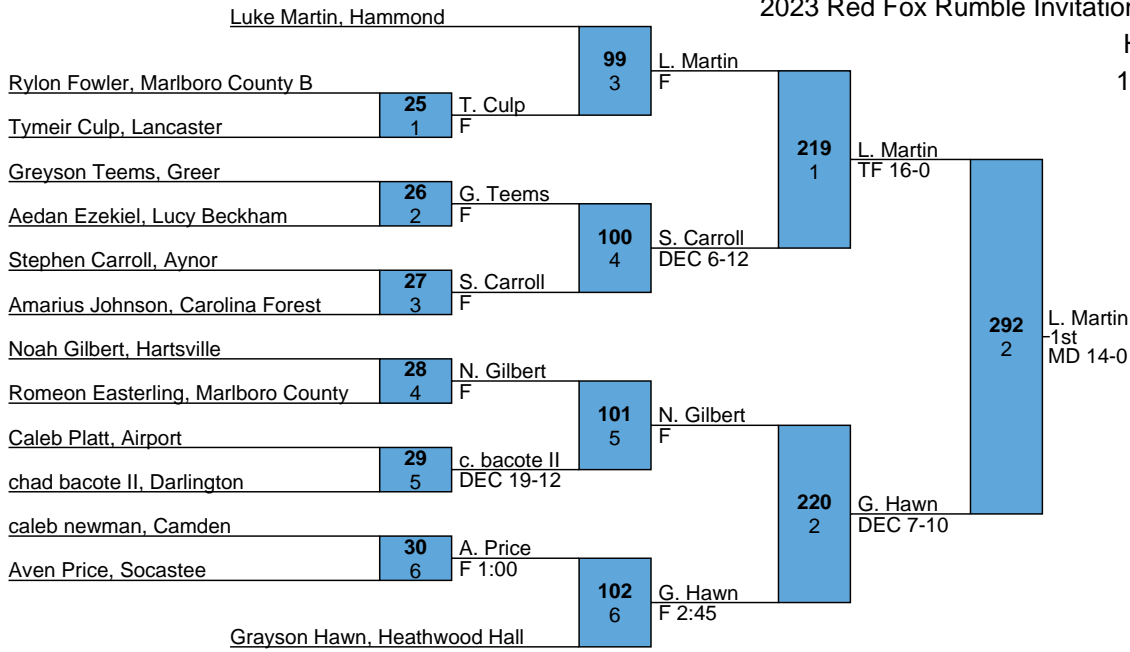 2023 Red Fox Rumble Invitation
H
1
Luke Martin, Hammond
99
3
L. Martin
F
Rylon Fowler, Marlboro County B
25
1
T. Culp
F
Tymeir Culp, Lancaster
219
1
L. Martin
TF 16-0
Greyson Teems, Greer
26
2
G. Teems
F
Aedan Ezekiel, Lucy Beckham
100
4
S. Carroll
DEC 6-12
Stephen Carroll, Aynor
27
3
S. Carroll
F
Amarius Johnson, Carolina Forest
292
2
L. Martin
1st
MD 14-0
Noah Gilbert, Hartsville
28
4
N. Gilbert
F
Romeon Easterling, Marlboro County
101
5
N. Gilbert
F
Caleb Platt, Airport
29
5
c. bacote II
DEC 19-12
chad bacote II, Darlington
220
2
G. Hawn
DEC 7-10
caleb newman, Camden
30
6
A. Price
F 1:00
Aven Price, Socastee
102
6
G. Hawn
F 2:45
Grayson Hawn, Heathwood Hall